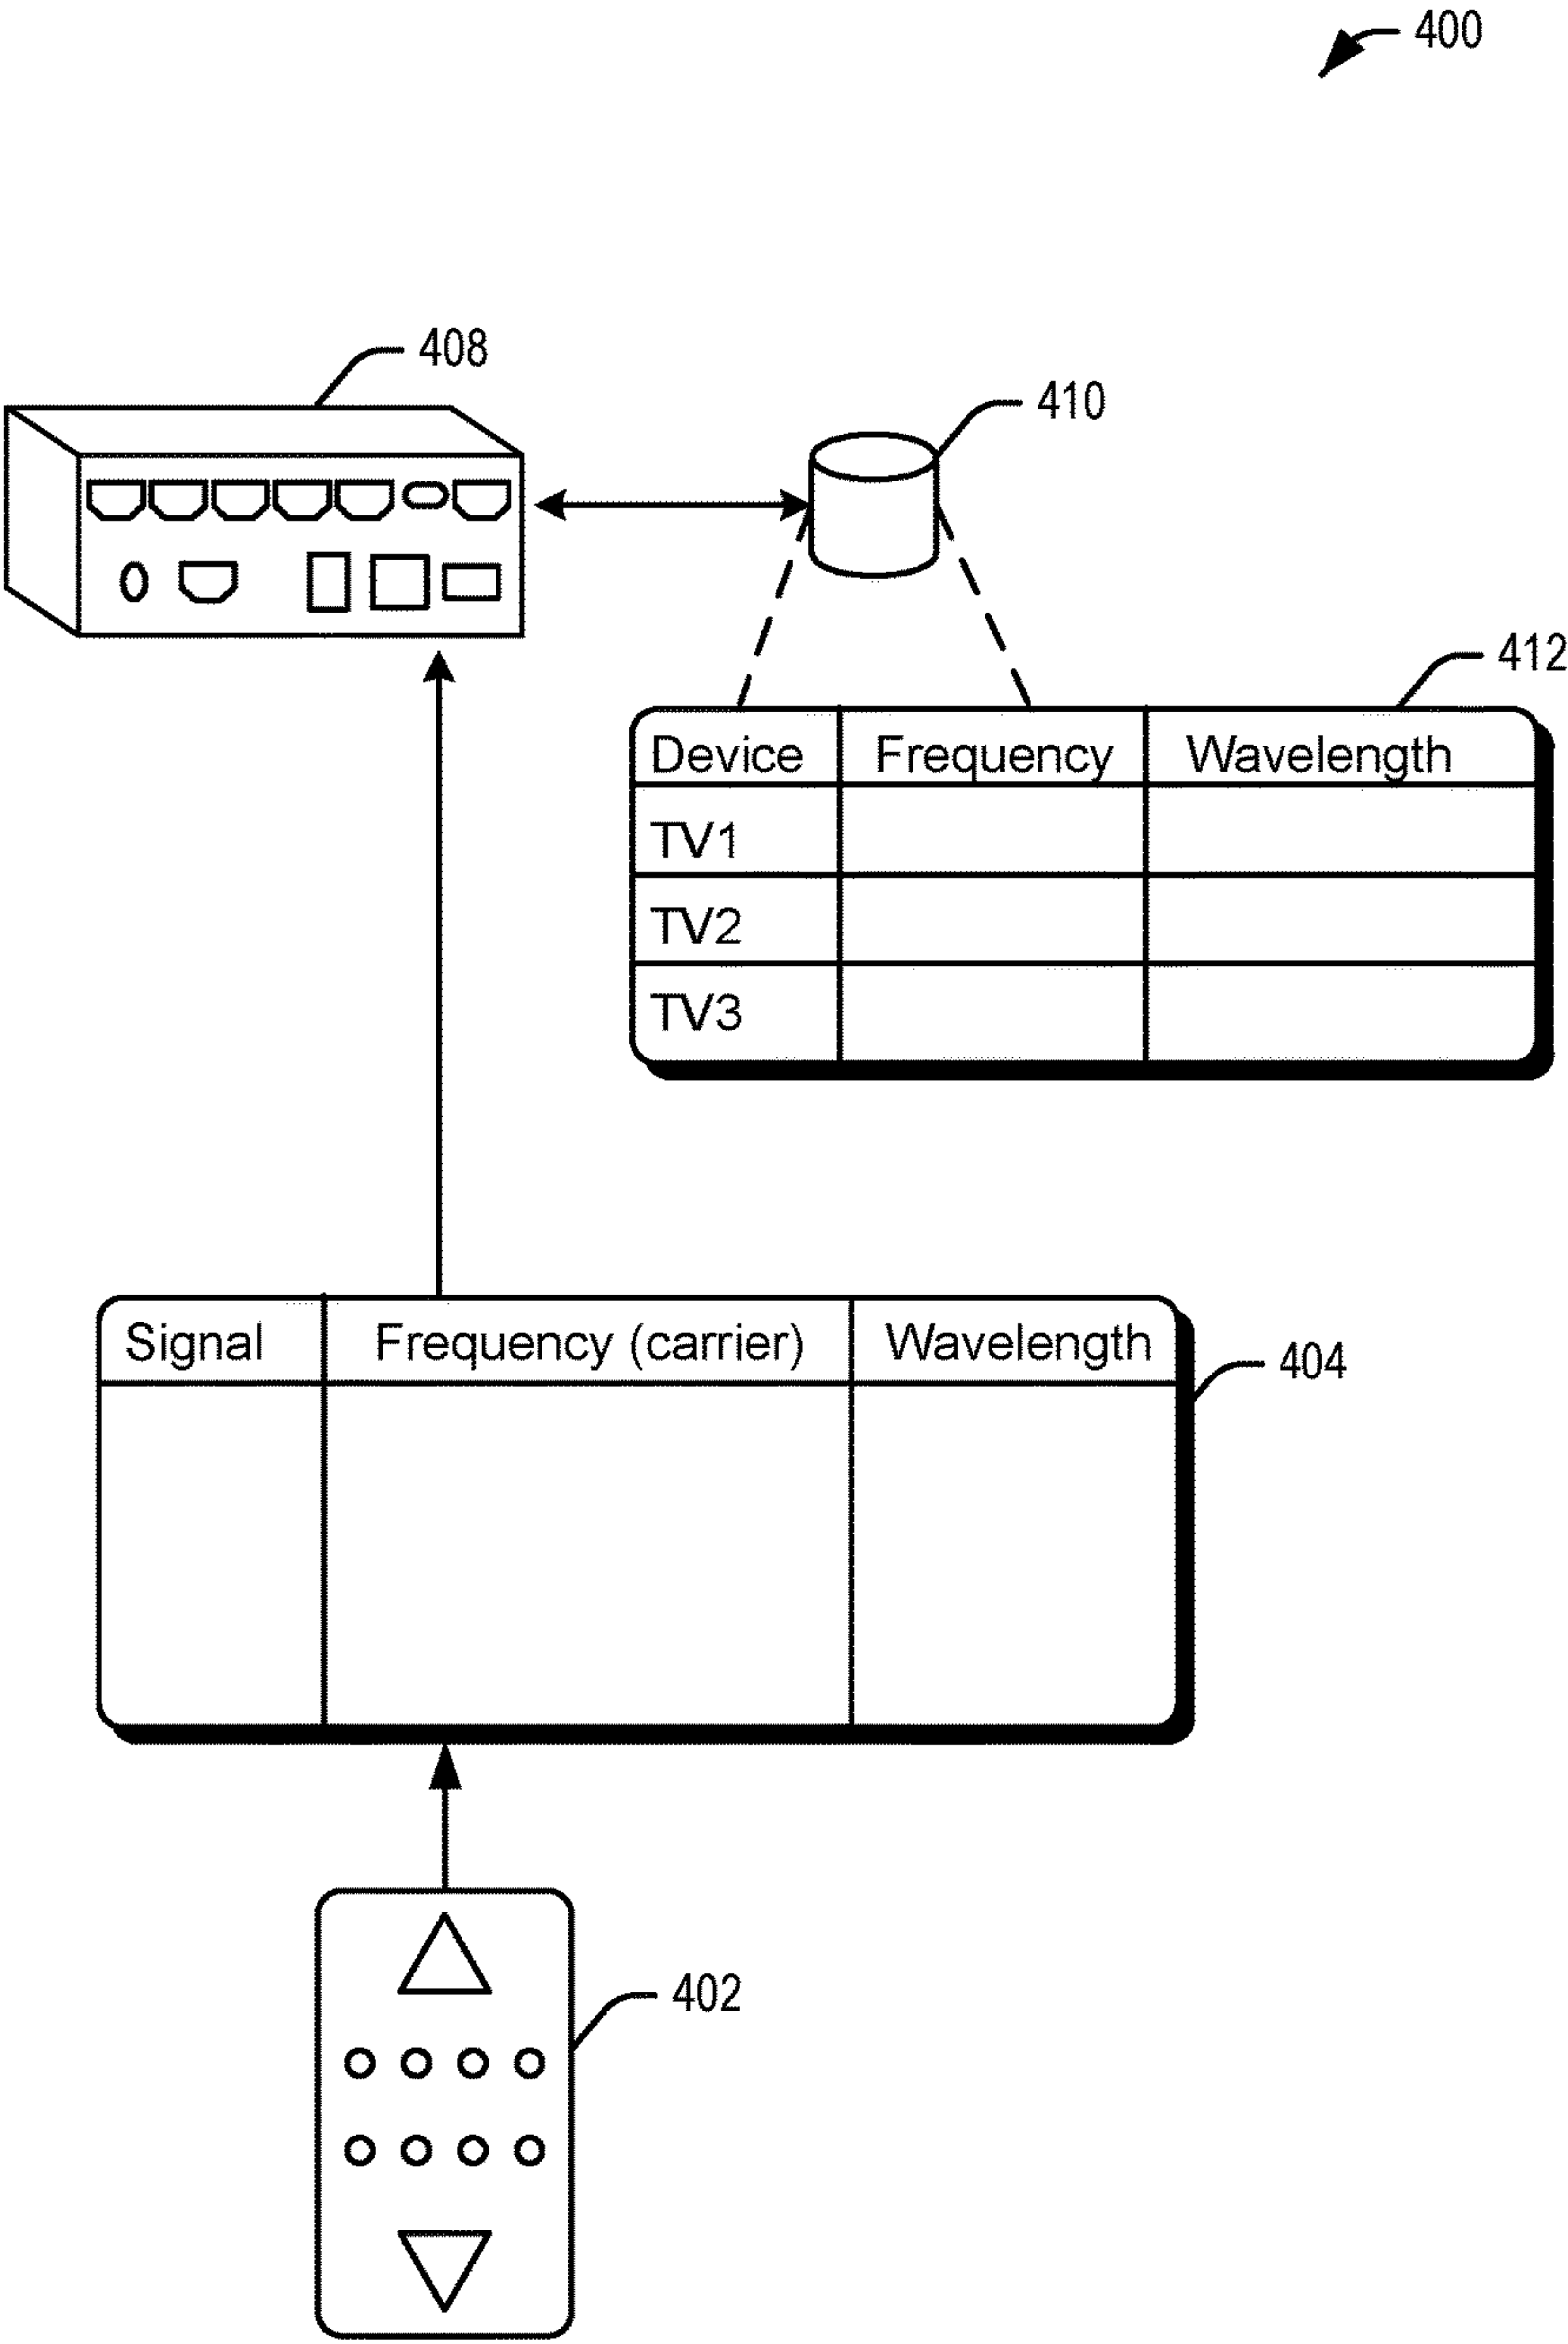 400
408
410
412
Device Frequency Wavelength
TV1
TV2
TV3
Signal Frequency (carrier) Wavelength
404
402